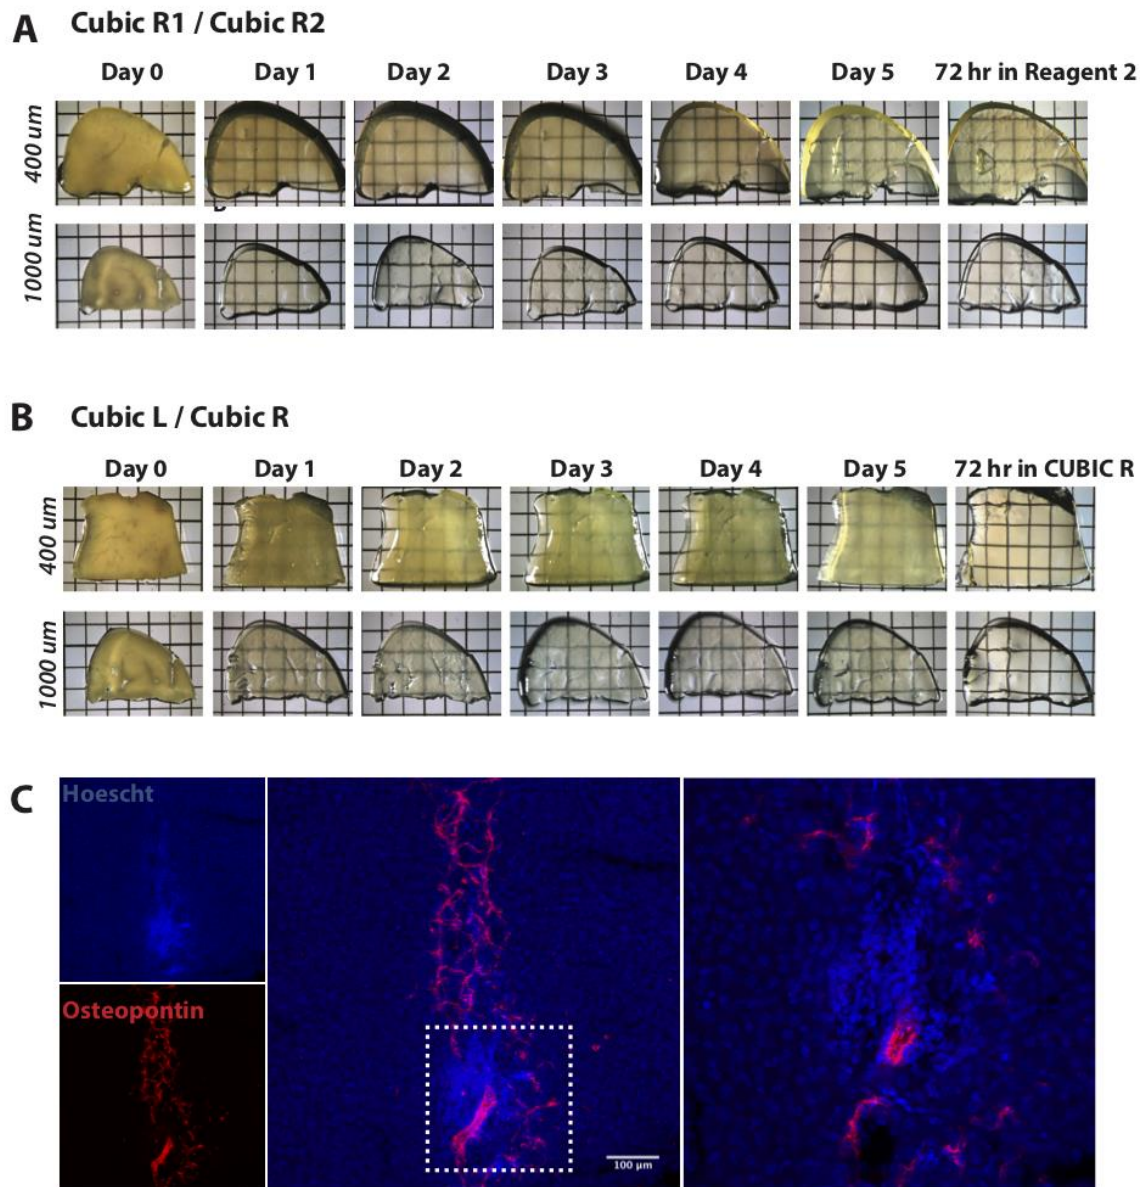 A Cubic R1 / Cubic R2
Day 0 Day 1 Day 2 Day 3 Day 4 Day 5 72 hr in Reagent 2
400 um
1000 um
B Cubic L / Cubic R
Day 0 Day 1 Day 2 Day 3 Day 4 Day 5 72 hr in CUBIC R
400 um
1000 um
C Hoescht
Osteopontin
100 µm